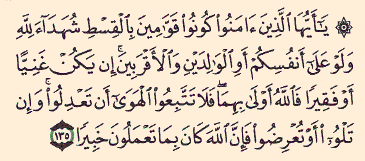 ۞ يَـٰٓأَيُّهَا ٱلَّذِينَ ءَامَنُوا۟ كُونُوا۟ قَوَّٰمِينَ بِٱلْقِسْطِ شُهَدَآءَ لِلَّهِ
وَلَوْ عَلَىٰٓ أَنفُسِكُمْ أَوِ ٱلْوَٰلِدَيْنِ وَٱلْأَقْرَبِينَ ۚ إِن يَكُنْ غَنِيًّا
أَوْ فَقِيرًا فَٱللَّهُ أَوْلَىٰ بِهِمَا ۖ فَلَا تَتَّبِعُوا۟ ٱلْهَوَىٰٓ أَن تَعْدِلُوا۟ ۚ وَإِن
تَلْوُۥٓا۟ أَوْ تُعْرِضُوا۟ فَإِنَّ ٱللَّهَ كَانَ بِمَا تَعْمَلُونَ خَبِيرًا ١٣٥